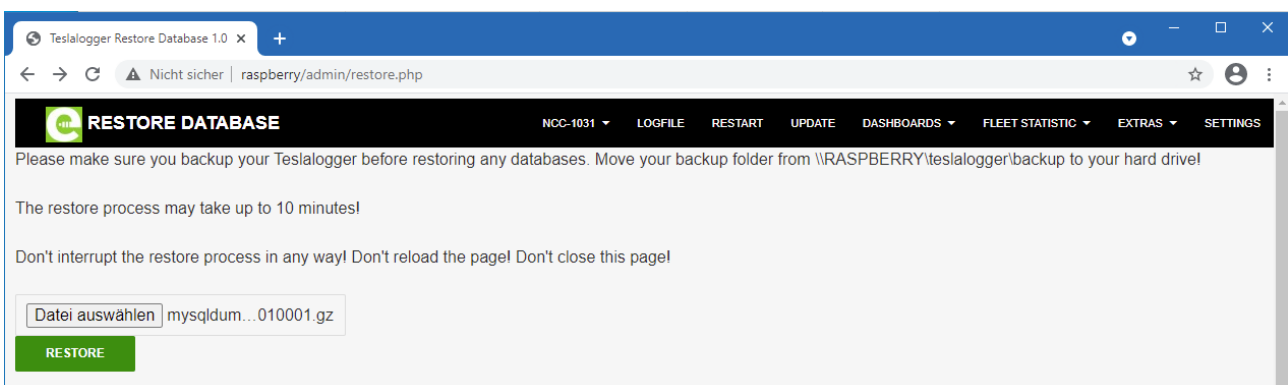 Teslalogger Restore Database 1.0
Nicht sicher | raspberry/admin/restore.php
RESTORE DATABASE NCC-1031 LOGFILE RESTART UPDATE DASHBOARDS FLEET STATISTIC EXTRAS SETTINGS
Please make sure you backup your Teslalogger before restoring any databases. Move your backup folder from \\RASPBERRY\teslalogger\backup to your hard drive!
The restore process may take up to 10 minutes!
Don't interrupt the restore process in any way! Don't reload the page! Don't close this page!
Datei auswählen mysqldum…010001.gz
RESTORE